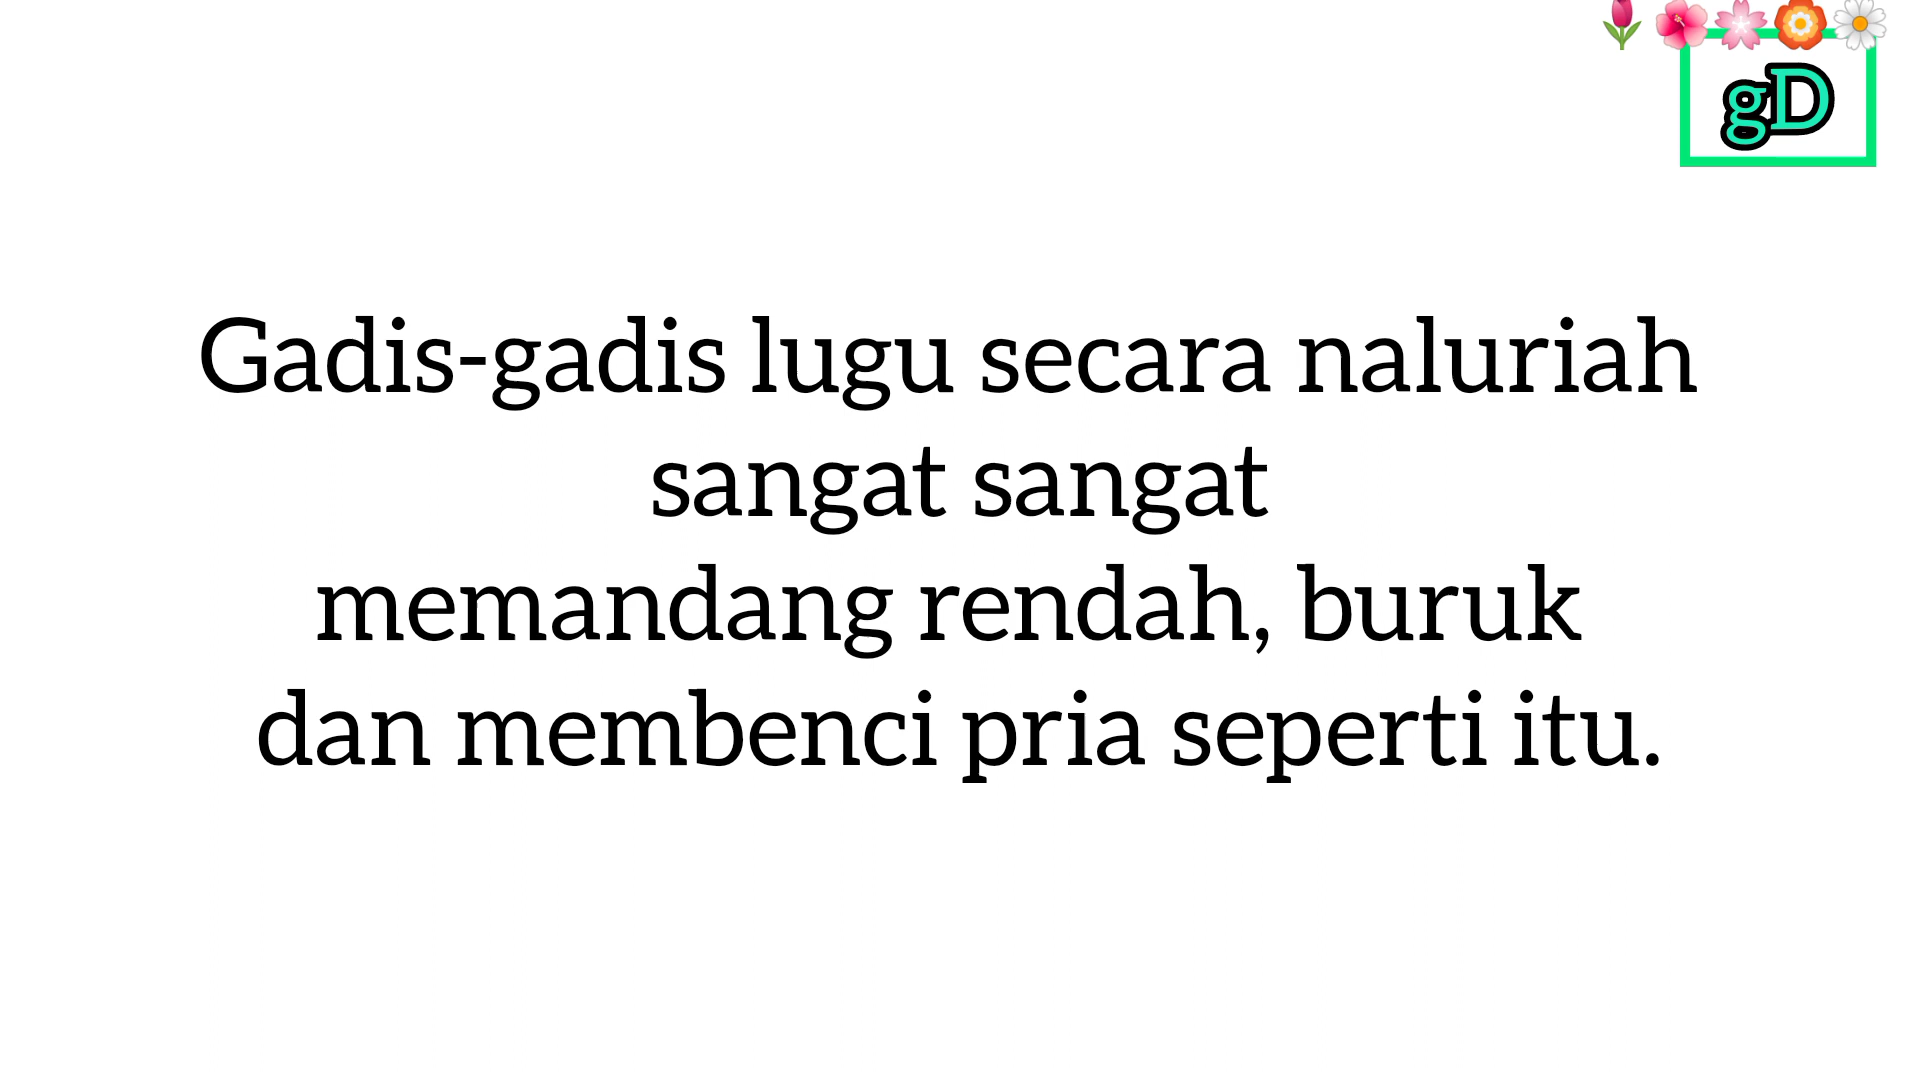 gD
Gadis-gadis lugu secara naluriah
sangat sangat
memandang rendah, buruk
dan membenci pria seperti itu.